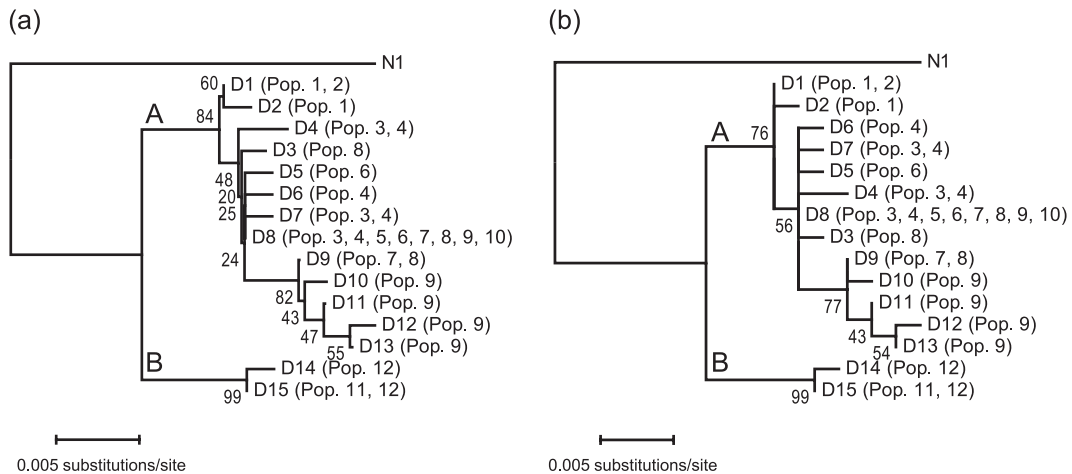 (a)
N1
60
D1 (Pop. 1, 2)
D2 (Pop. 1)
A
84
D4 (Pop. 3, 4)
D3 (Pop. 8)
48
D5 (Pop. 6)
20
D6 (Pop. 4)
25
D7 (Pop. 3, 4)
D8 (Pop. 3, 4, 5, 6, 7, 8, 9, 10)
24
D9 (Pop. 7, 8)
D10 (Pop. 9)
82
D11 (Pop. 9)
43
D12 (Pop. 9)
47
D13 (Pop. 9)
55
B
D14 (Pop. 12)
D15 (Pop. 11, 12)
99
0.005 substitutions/site
(b)
N1
D1 (Pop. 1, 2)
D2 (Pop. 1)
A
76
D6 (Pop. 4)
D7 (Pop. 3, 4)
D5 (Pop. 6)
D4 (Pop. 3, 4)
D8 (Pop. 3, 4, 5, 6, 7, 8, 9, 10)
56
D3 (Pop. 8)
D9 (Pop. 7, 8)
D10 (Pop. 9)
77
D11 (Pop. 9)
D12 (Pop. 9)
43
D13 (Pop. 9)
54
B
D14 (Pop. 12)
D15 (Pop. 11, 12)
99
0.005 substitutions/site